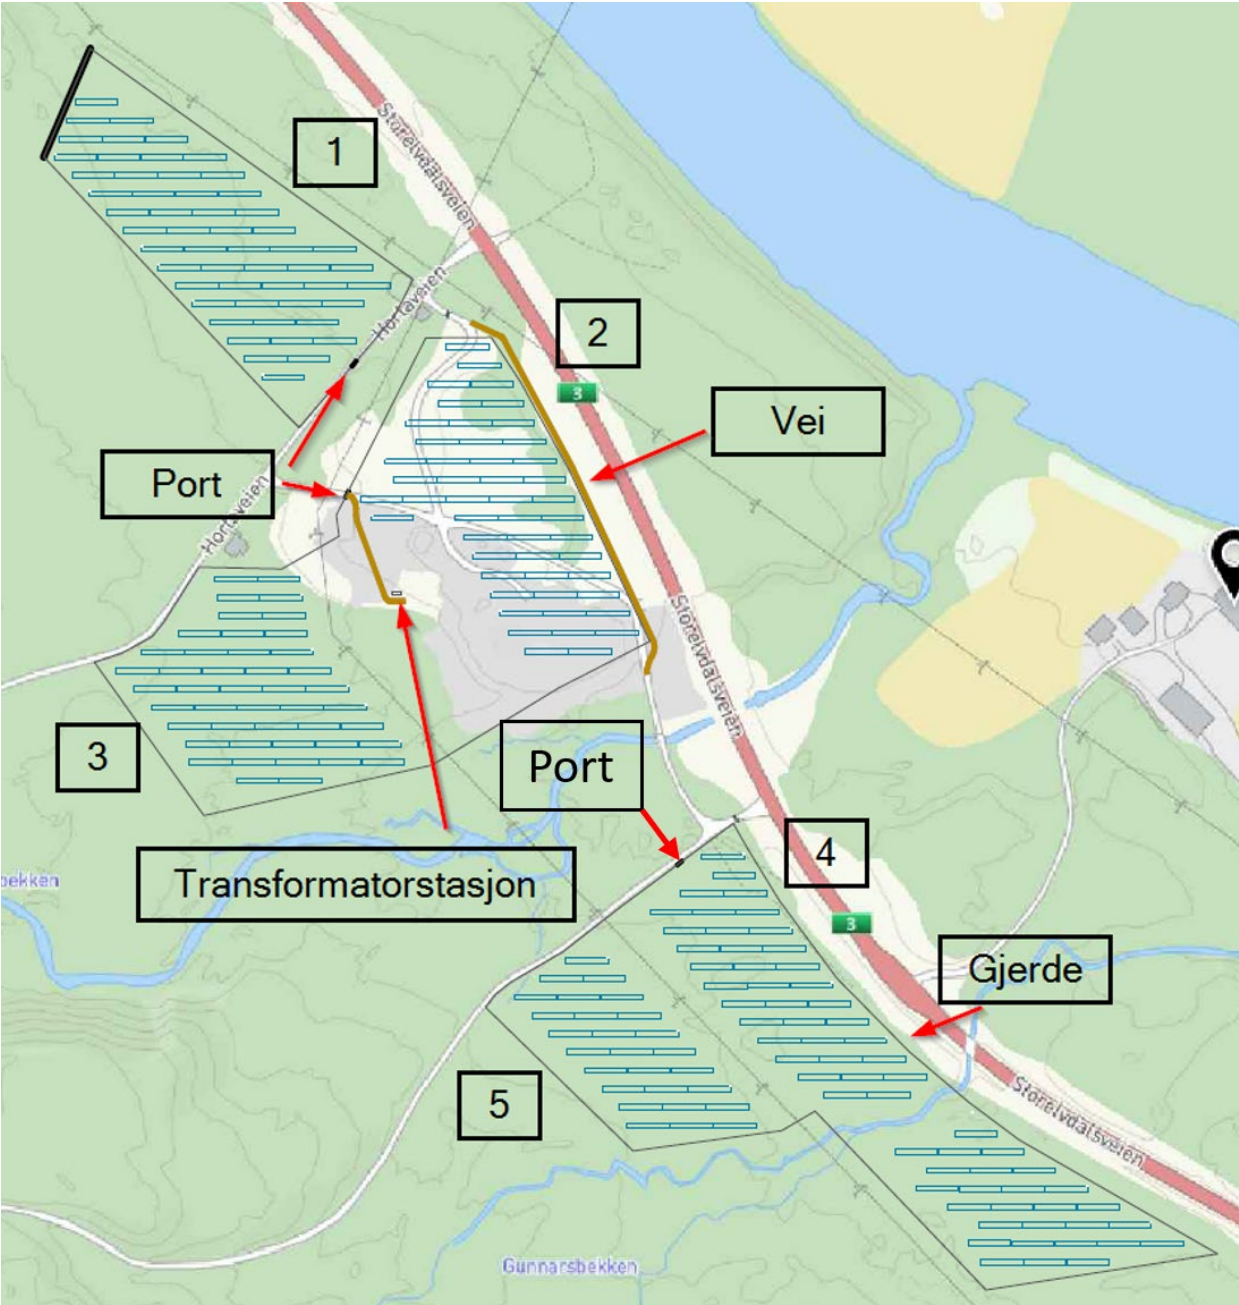 Storelvdalsveien
1
Hortaveien
2
3
Vei
Port
Hortaveien
Storelvdalsveien
3
Port
4
Transformatorstasjon
bekken
3
Gjerde
5
Storelvdalsveien
Gunnarsbekken